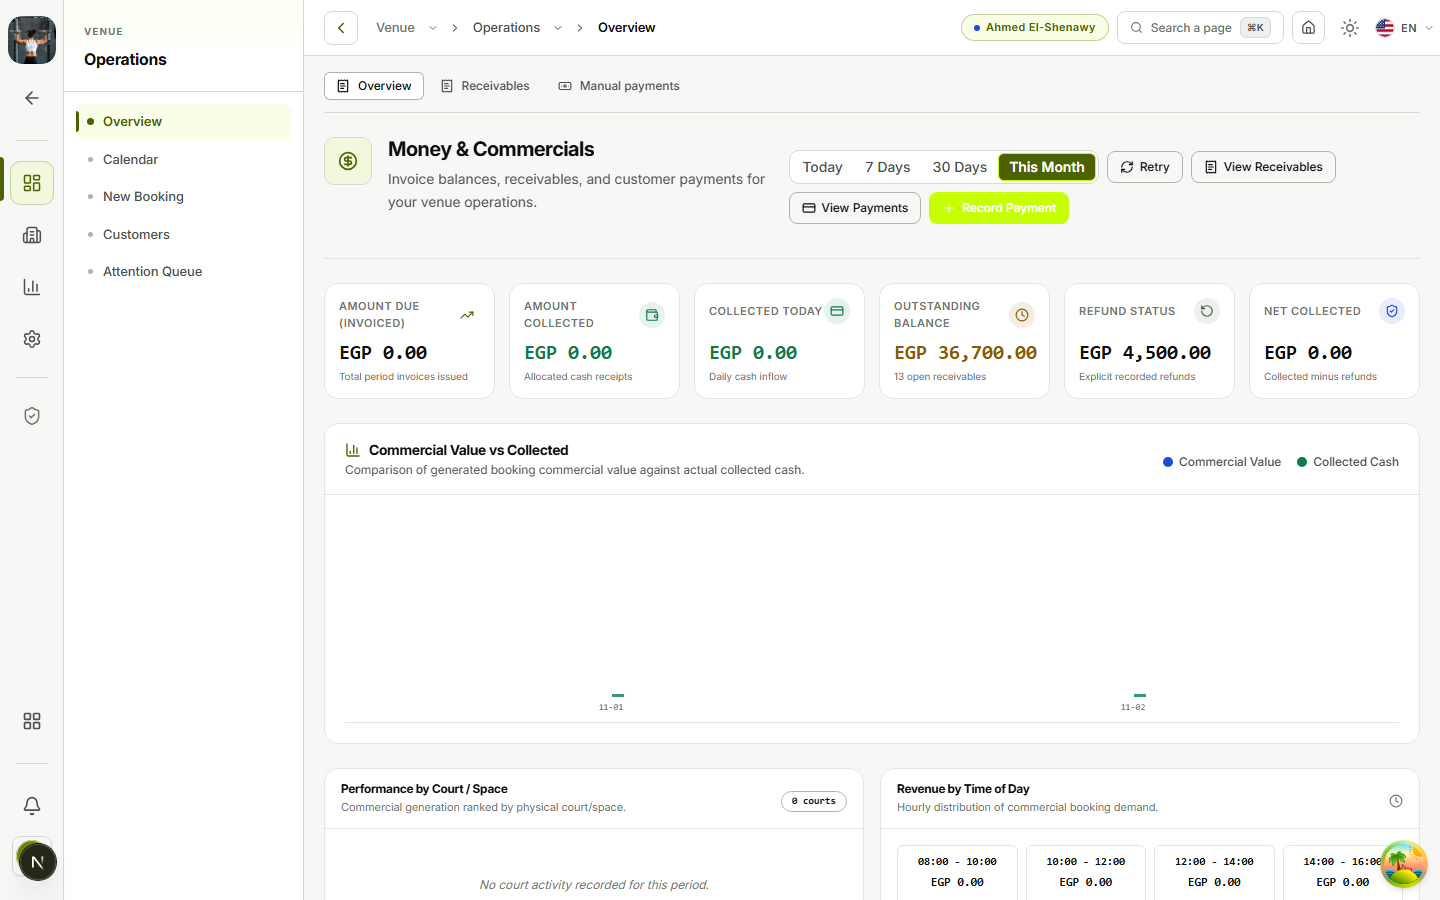 VENUE
Operations
Overview
Calendar
New Booking
Customers
Attention Queue
Venue
Operations
Overview
Ahmed El-Shenawy
Search a page
⌘K
EN
Overview
Receivables
Manual payments
Money & Commercials
Invoice balances, receivables, and customer payments for
your venue operations.
Today
7 Days
30 Days
This Month
Retry
View Receivables
View Payments
+ Record Payment
AMOUNT DUE
(INVOICED)
EGP 0.00
Total period invoices issued
AMOUNT
COLLECTED
EGP 0.00
Allocated cash receipts
COLLECTED TODAY
EGP 0.00
Daily cash inflow
OUTSTANDING
BALANCE
EGP 36,700.00
13 open receivables
REFUND STATUS
EGP 4,500.00
Explicit recorded refunds
NET COLLECTED
EGP 0.00
Collected minus refunds
Commercial Value vs Collected
Comparison of generated booking commercial value against actual collected cash.
Commercial Value
Collected Cash
11-01
11-02
Performance by Court / Space
Commercial generation ranked by physical court/space.
0 courts
No court activity recorded for this period.
Revenue by Time of Day
Hourly distribution of commercial booking demand.
08:00 - 10:00
EGP 0.00
10:00 - 12:00
EGP 0.00
12:00 - 14:00
EGP 0.00
14:00 - 16:00
EGP 0.00
N